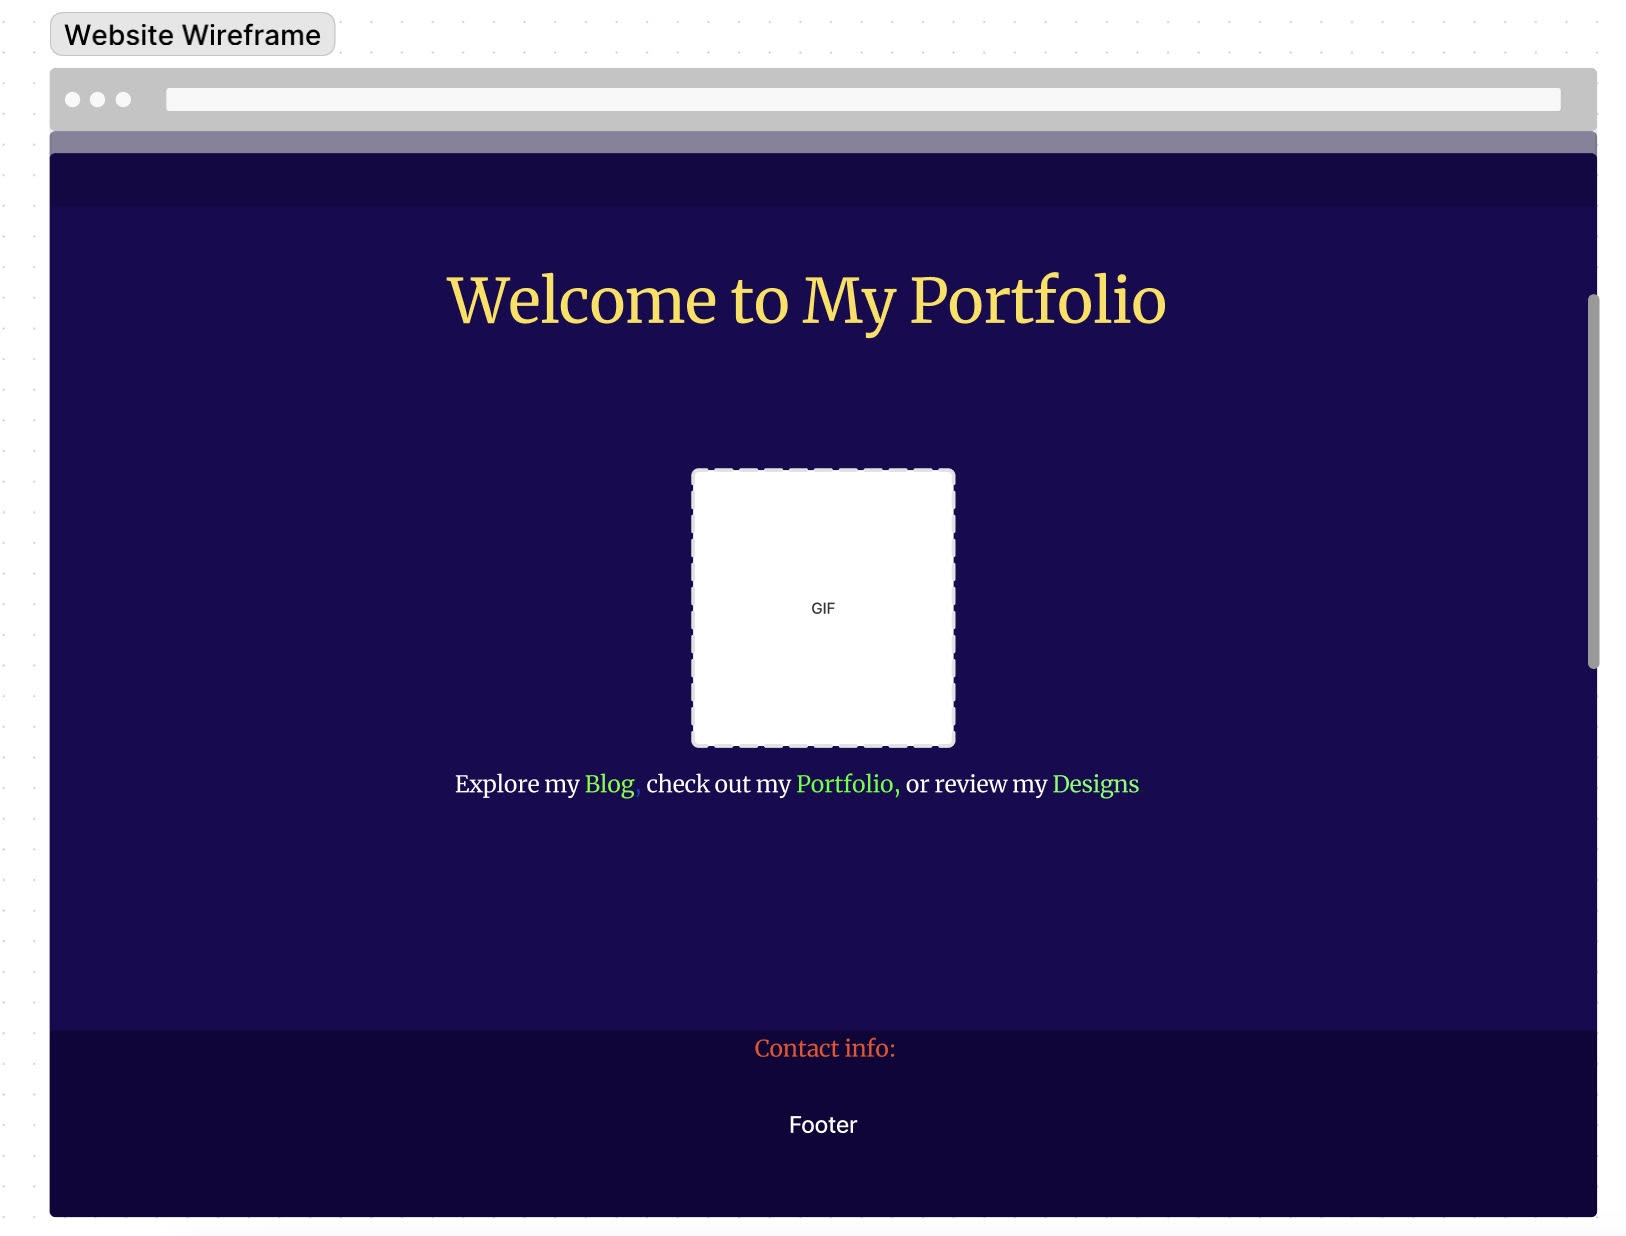 Website Wireframe
Welcome to My Portfolio
GIF
Explore my Blog, check out my Portfolio, or review my Designs
Contact info:
Footer